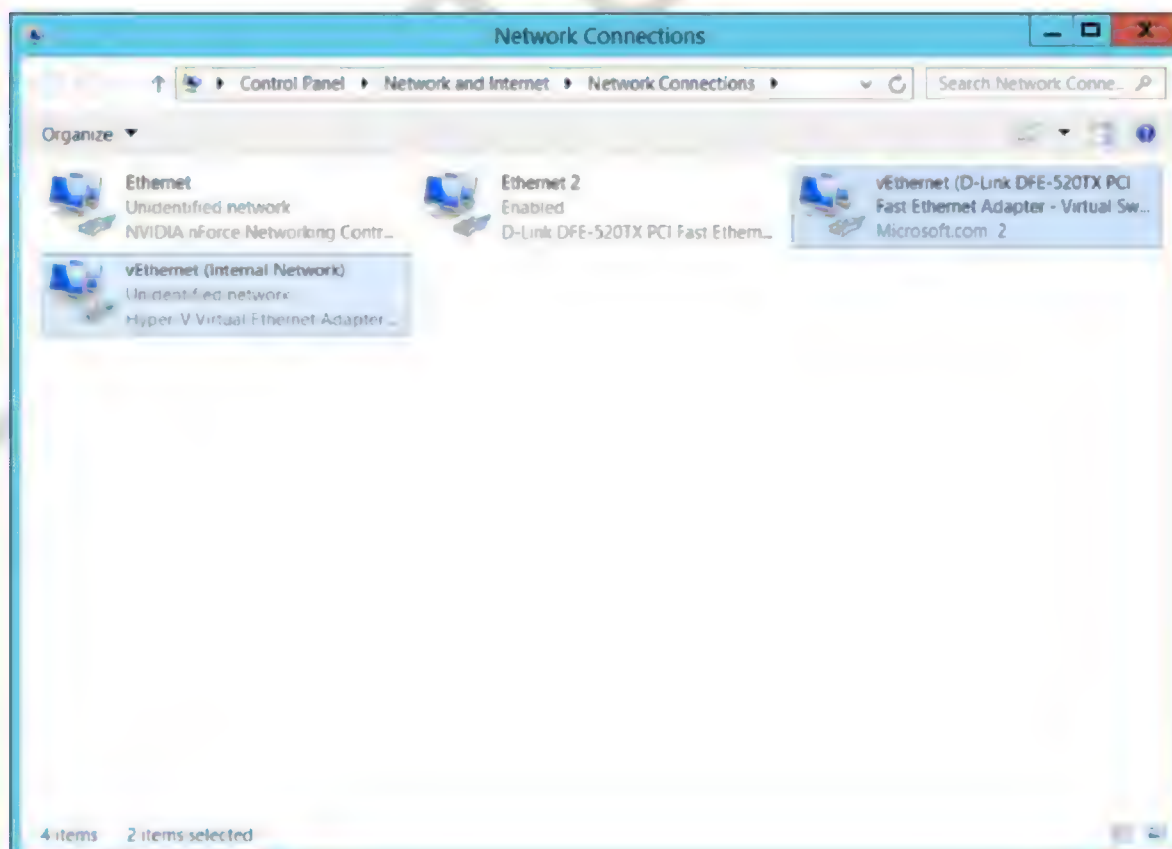 Network Connections
Control Panel Network and Internet Network Connections
Search Network Conne...
Organize
Ethernet
Unidentified network
NVIDIA nForce Networking Contr...
Ethernet 2
Enabled
D-Link DFE-520TX PCI Fast Ethern...
vEthernet (D-Link DFE-520TX PCI
Fast Ethernet Adapter - Virtual Sw...
Microsoft.com 2
vEthernet (Internal Network)
Unidentified network
Hyper-V Virtual Ethernet Adapter ...
4 items 2 items selected